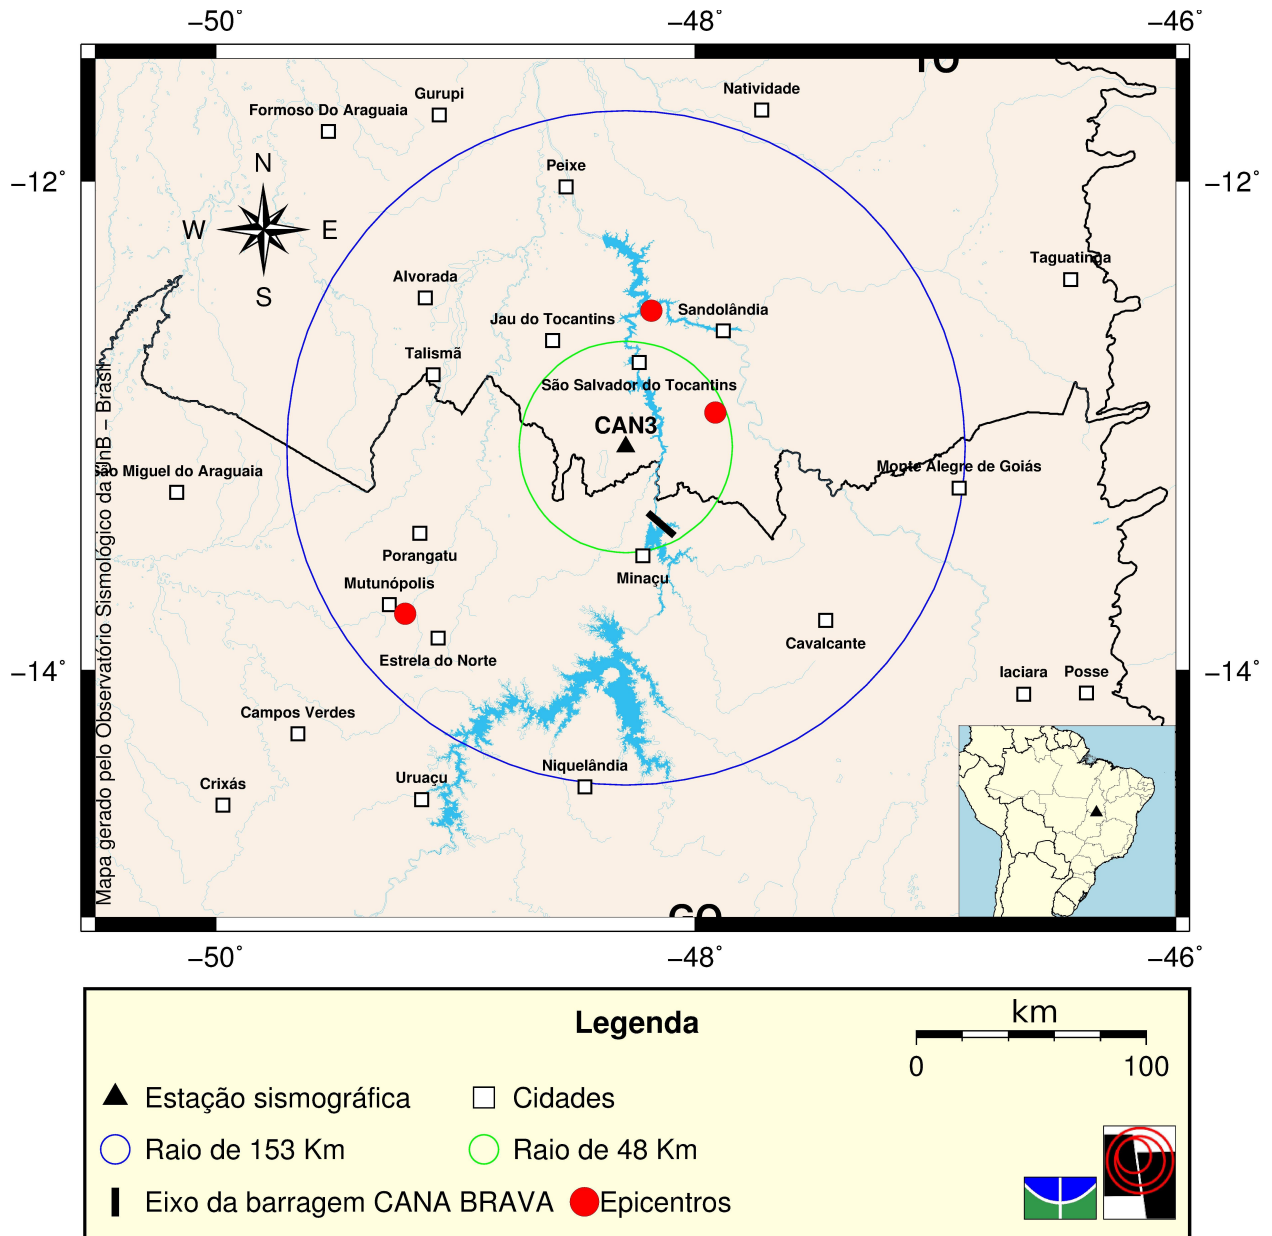 −50˚ −48˚ −46˚
TO
Natividade
Gurupi
Formoso Do Araguaia
N
Peixe
−12˚ −12˚
W E
Taguatinga
Alvorada
S
Sandolândia
Jau do Tocantins
Talismã
São Salvador do Tocantins
CAN3
Monte Alegre de Goiás
São Miguel do Araguaia
Porangatu
Minaçu
Mutunópolis
Cavalcante
Estrela do Norte
−14˚ −14˚
Iaciara Posse
Campos Verdes
Niquelândia
Uruaçu
Crixás
Mapa gerado pelo Observatório Sismológico da UnB − Brasil
GO
−50˚ −48˚ −46˚
Legenda
km
0 100
Estação sismográfica Cidades
Raio de 153 Km Raio de 48 Km
Eixo da barragem CANA BRAVA Epicentros